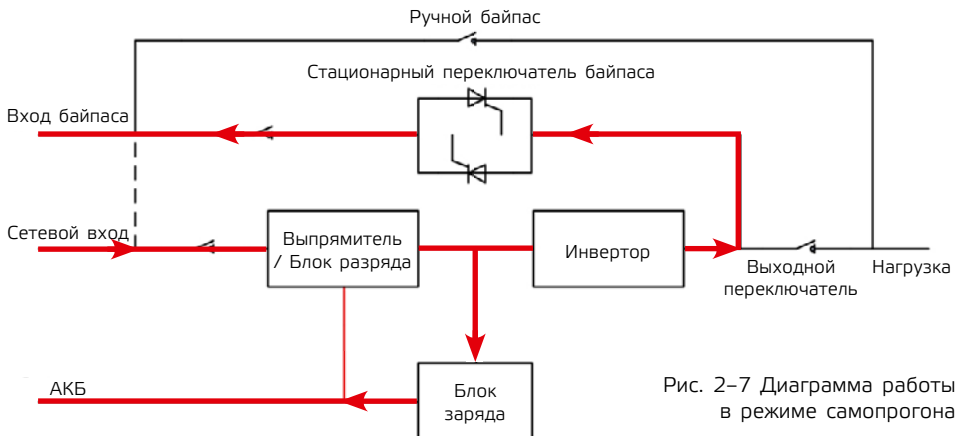 Ручной байпас
Стационарный переключатель байпаса
Вход байпаса
Сетевой вход
Выпрямитель
/ Блок разряда
Инвертор
Выходной
переключатель
Нагрузка
АКБ
Блок
заряда
Рис. 2–7 Диаграмма работы
в режиме самопрогона